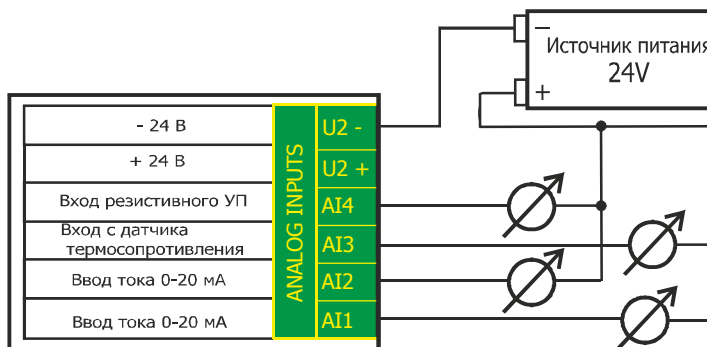 Источник питания
24V
−
+
- 24 В
U2 -
+ 24 В
U2 +
Вход резистивного УП
AI4
Вход с датчика
термосопротивления
AI3
Ввод тока 0-20 мА
AI2
Ввод тока 0-20 мА
AI1
ANALOG INPUTS